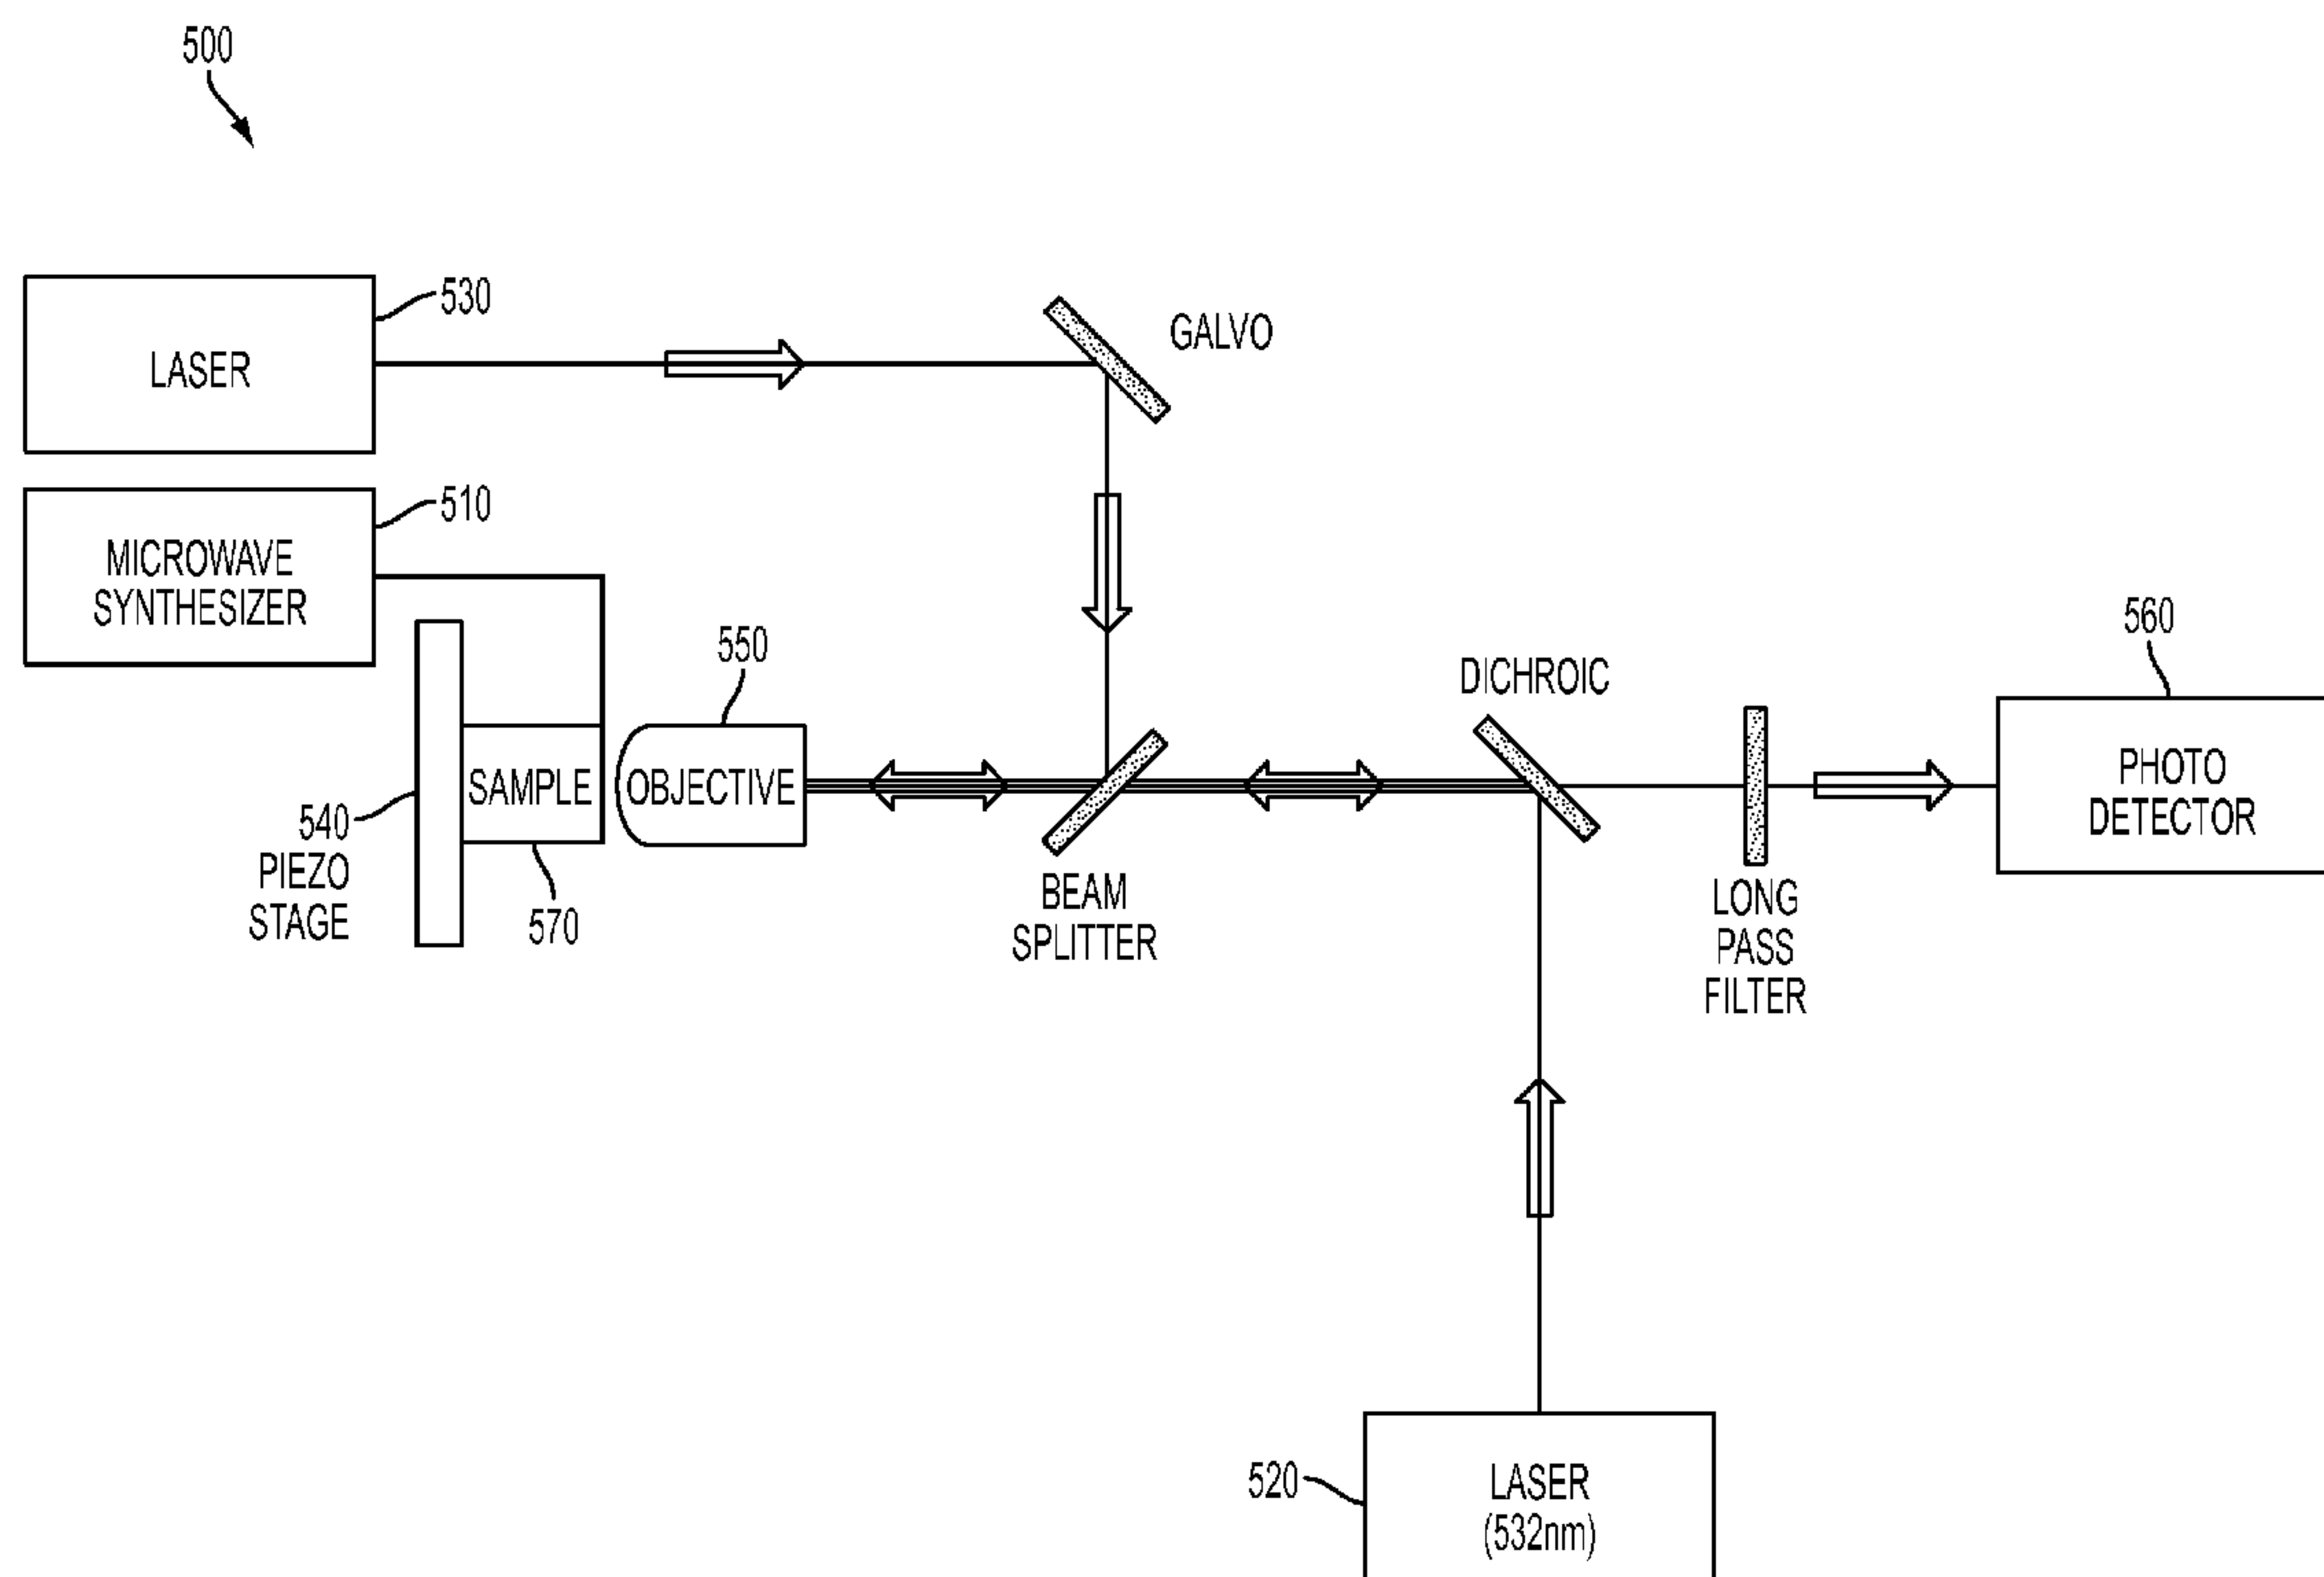 500
530
LASER
GALVO
510
MICROWAVE
SYNTHESIZER
550
560
DICHROIC
SAMPLE
OBJECTIVE
PHOTO
DETECTOR
540
PIEZO
STAGE
570
BEAM
SPLITTER
LONG
PASS
FILTER
520
LASER
(532nm)